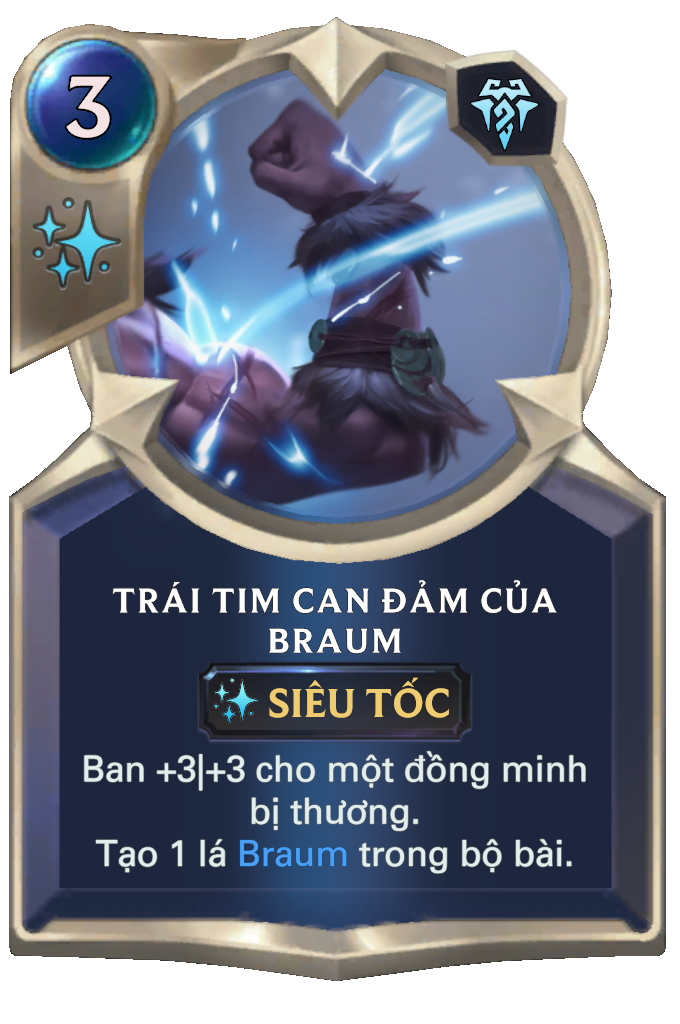 3
TRÁI TIM CAN ĐẢM CỦA
BRAUM
SIÊU TỐC
Ban +3|+3 cho một đồng minh
bị thương.
Tạo 1 lá Braum trong bộ bài.